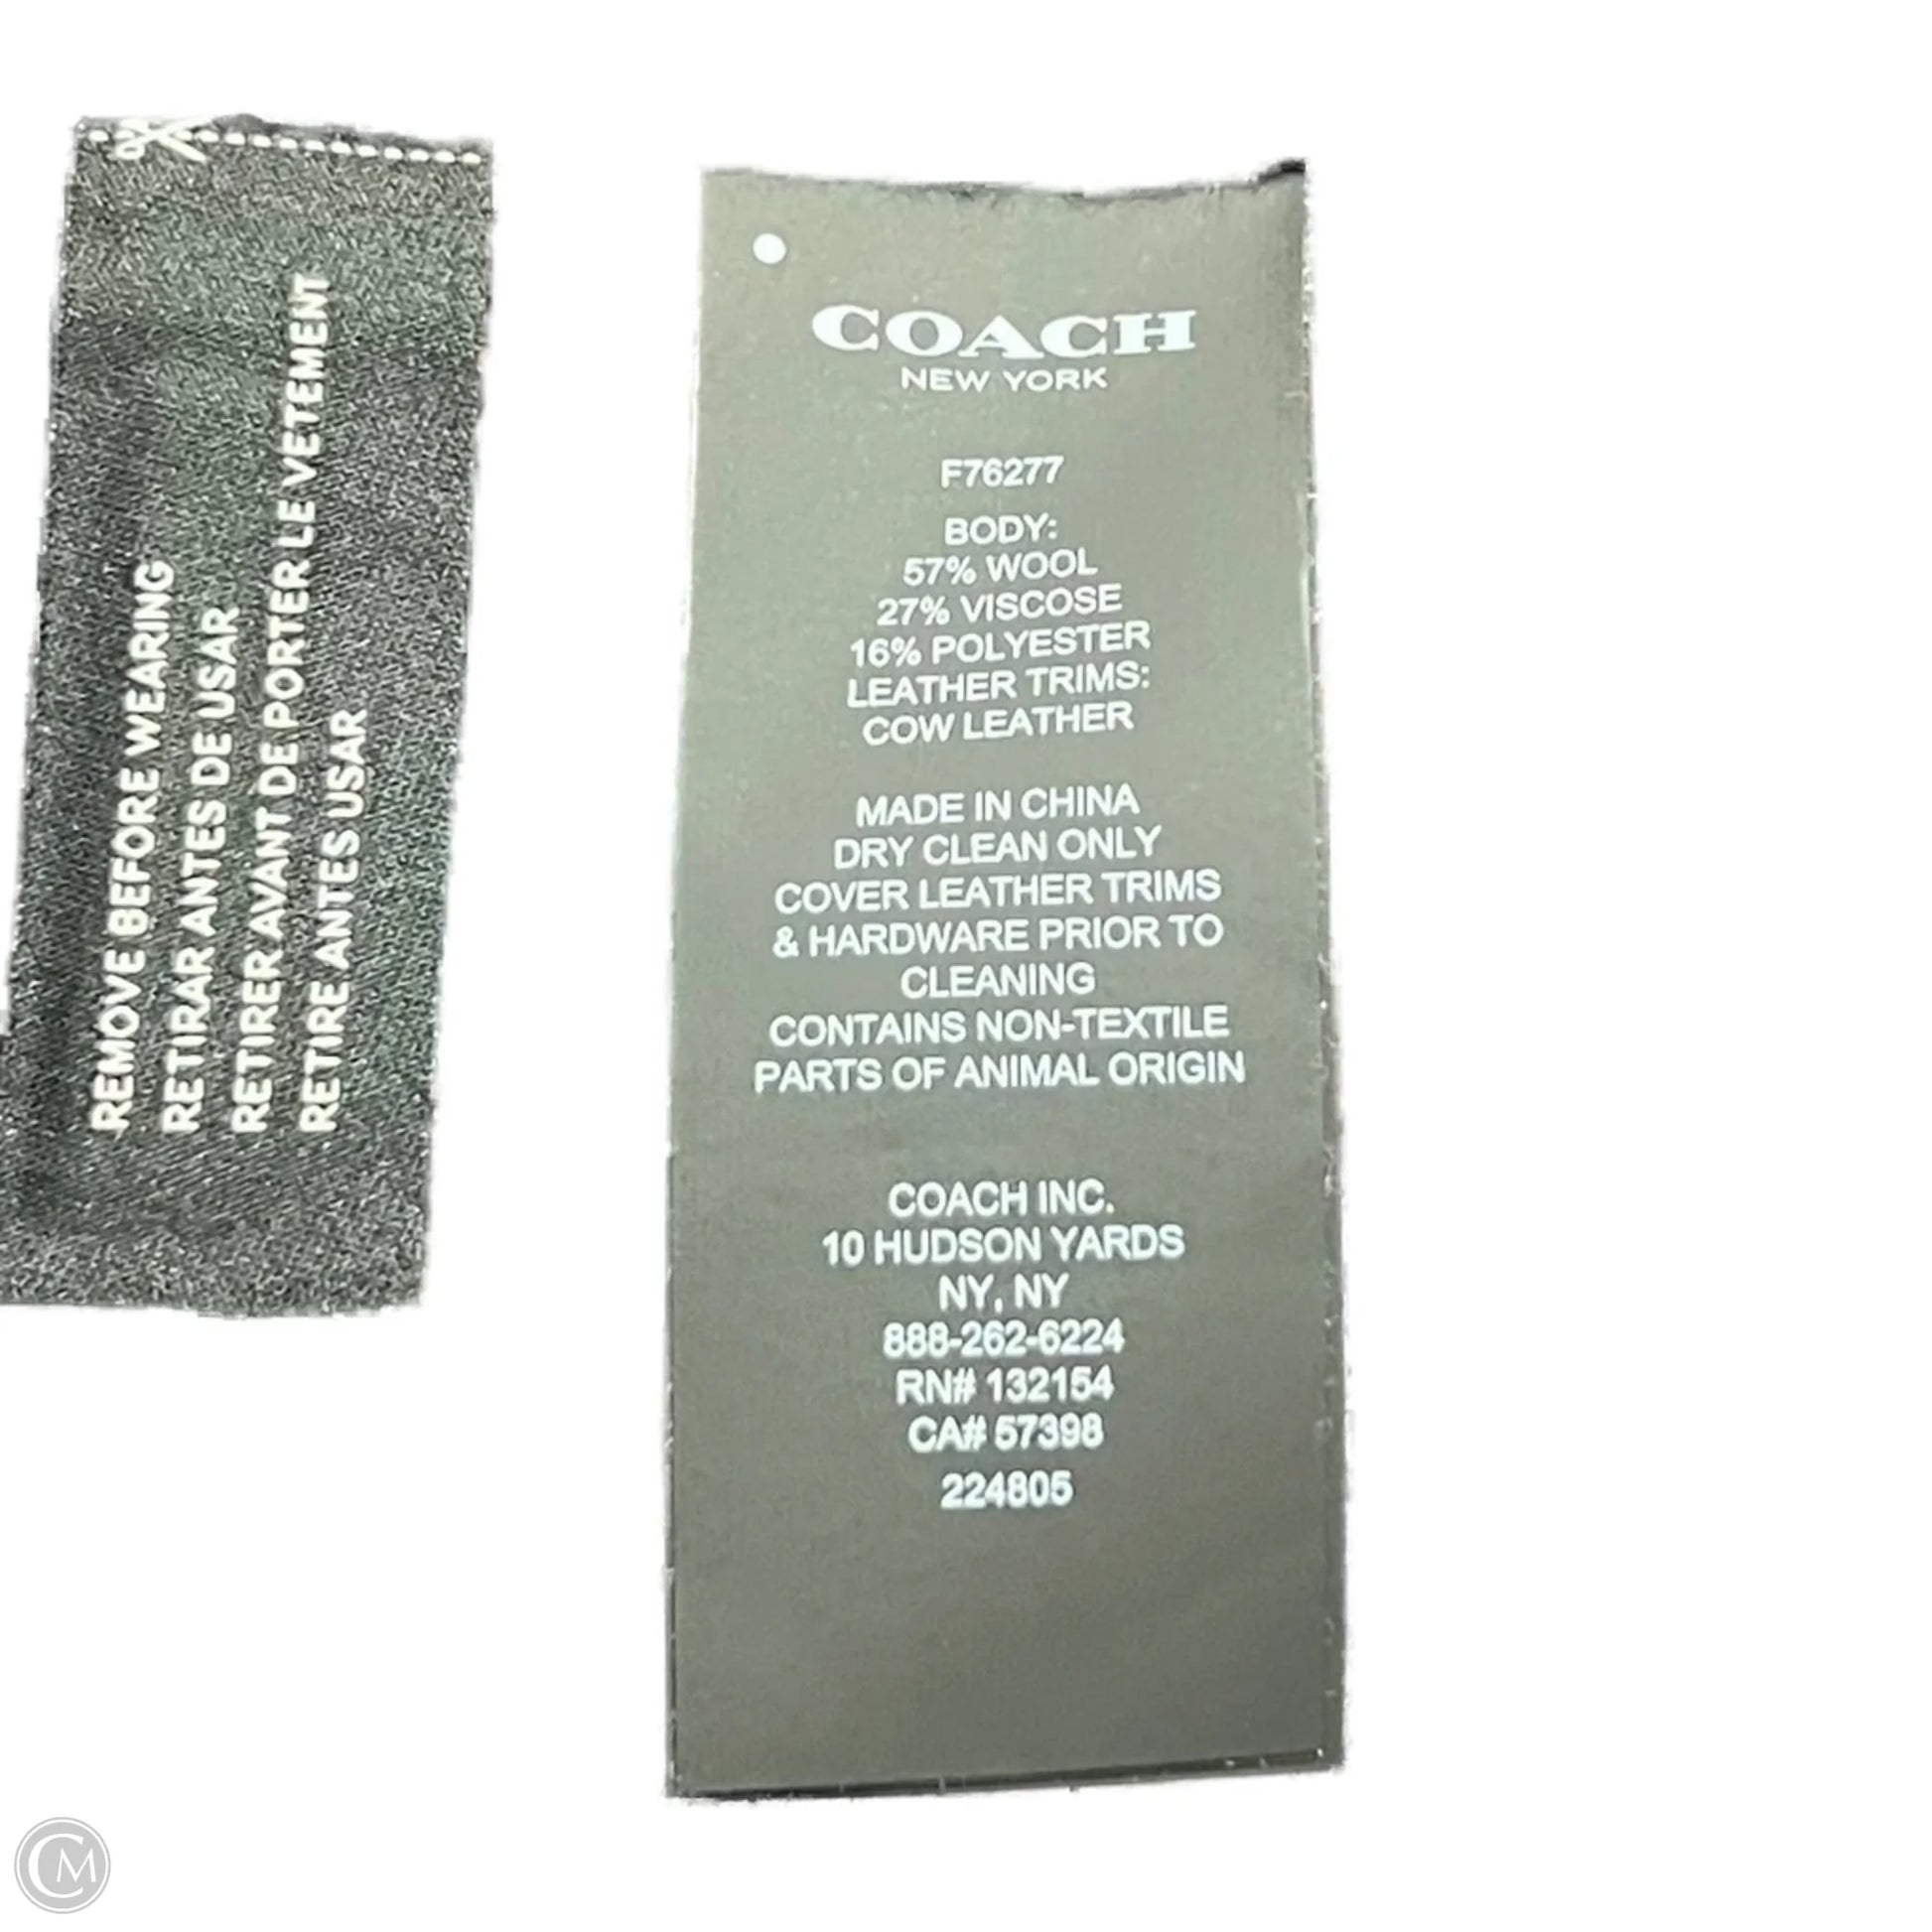 REMOVE BEFORE WEARING
RETIRAR ANTES DE USAR
RETIRER AVANT DE PORTER LE VETEMENT
RETIRE ANTES USAR
COACH
NEW YORK
F76277
BODY:
57% WOOL
27% VISCOSE
16% POLYESTER
LEATHER TRIMS:
COW LEATHER
MADE IN CHINA
DRY CLEAN ONLY
COVER LEATHER TRIMS
& HARDWARE PRIOR TO
CLEANING
CONTAINS NON-TEXTILE
PARTS OF ANIMAL ORIGIN
COACH INC.
10 HUDSON YARDS
NY, NY
888-262-6224
RN# 132154
CA# 57398
224805
CM